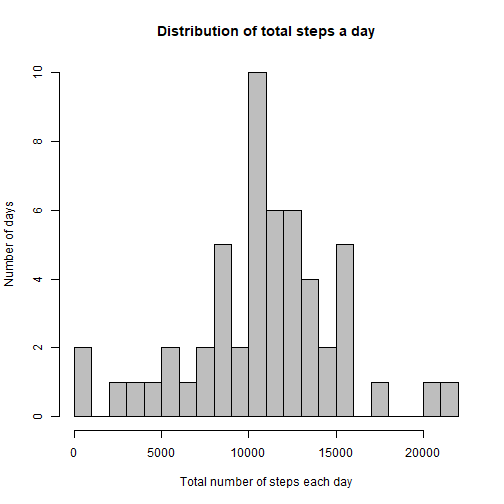 Distribution of total steps a day
Number of days
10
8
6
4
2
0
0 5000 10000 15000 20000
Total number of steps each day